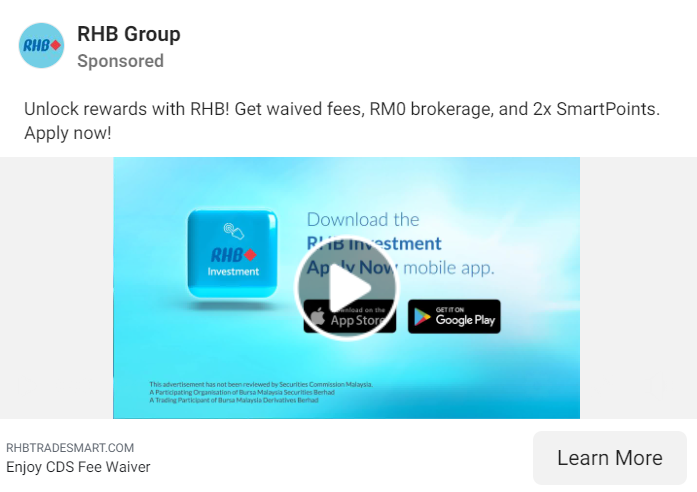 RHB
RHB Group
Sponsored
Unlock rewards with RHB! Get waived fees, RM0 brokerage, and 2x SmartPoints.
Apply now!
RHB
Investment
Download the
RHB Investment
Apply Now mobile app.
Download on the
App Store
GET IT ON
Google Play
This advertisement has not been reviewed by Securities Commission Malaysia.
A Participating Organisation of Bursa Malaysia Securities Berhad
A Trading Participant of Bursa Malaysia Derivatives Berhad
RHBTRADESMART.COM
Enjoy CDS Fee Waiver
Learn More